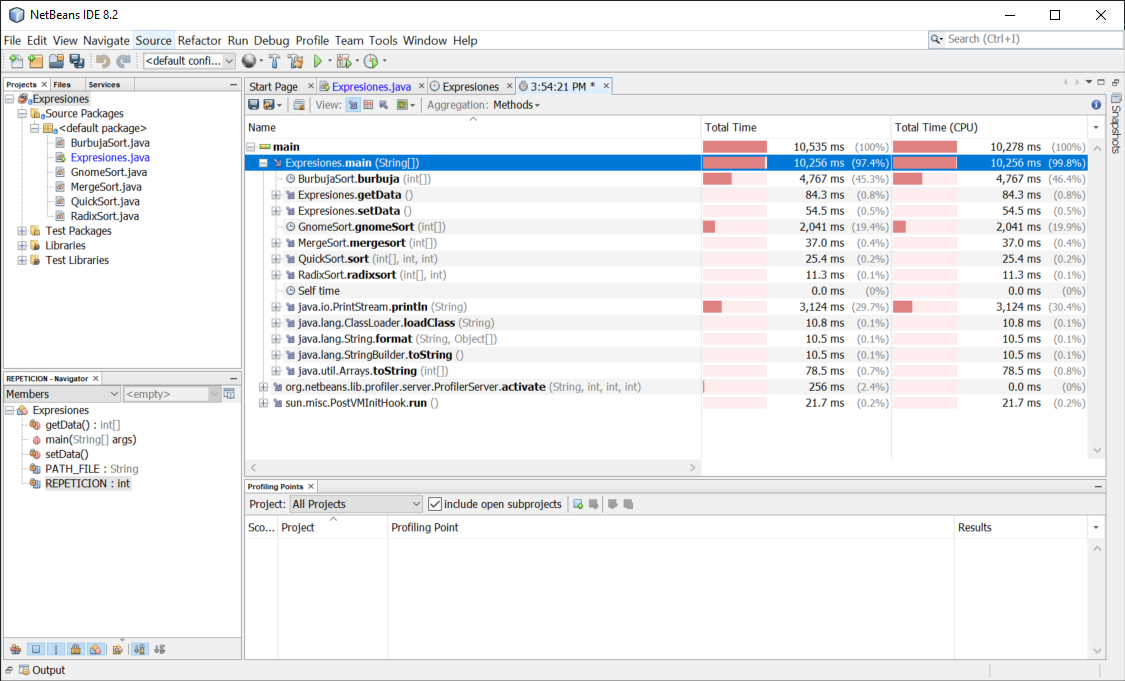 NetBeans IDE 8.2
File Edit View Navigate Source Refactor Run Debug Profile Team Tools Window Help
Search (Ctrl+I)
<default confi...
Projects Files Services
Expresiones
Source Packages
<default package>
BurbujaSort.java
Expresiones.java
GnomeSort.java
MergeSort.java
QuickSort.java
RadixSort.java
Test Packages
Libraries
Test Libraries
REPETICION - Navigator
Members <empty>
Expresiones
getData() : int[]
main(String[] args)
setData()
PATH_FILE : String
REPETICION : int
Start Page Expresiones.java Expresiones 3:54:21 PM *
View: Aggregation: Methods
Name Total Time Total Time (CPU)
main 10,535 ms (100%) 10,278 ms (100%)
Expresiones.main (String[]) 10,256 ms (97.4%) 10,256 ms (99.8%)
BurbujaSort.burbuja (int[]) 4,767 ms (45.3%) 4,767 ms (46.4%)
Expresiones.getData () 84.3 ms (0.8%) 84.3 ms (0.8%)
Expresiones.setData () 54.5 ms (0.5%) 54.5 ms (0.5%)
GnomeSort.gnomeSort (int[]) 2,041 ms (19.4%) 2,041 ms (19.9%)
MergeSort.mergesort (int[]) 37.0 ms (0.4%) 37.0 ms (0.4%)
QuickSort.sort (int[], int, int) 25.4 ms (0.2%) 25.4 ms (0.2%)
RadixSort.radixsort (int[], int) 11.3 ms (0.1%) 11.3 ms (0.1%)
Self time 0.0 ms (0%) 0.0 ms (0%)
java.io.PrintStream.println (String) 3,124 ms (29.7%) 3,124 ms (30.4%)
java.lang.ClassLoader.loadClass (String) 10.8 ms (0.1%) 10.8 ms (0.1%)
java.lang.String.format (String, Object[]) 10.5 ms (0.1%) 10.5 ms (0.1%)
java.lang.StringBuilder.toString () 10.5 ms (0.1%) 10.5 ms (0.1%)
java.util.Arrays.toString (int[]) 78.5 ms (0.7%) 78.5 ms (0.8%)
org.netbeans.lib.profiler.server.ProfilerServer.activate (String, int, int, int) 256 ms (2.4%) 0.0 ms (0%)
sun.misc.PostVMInitHook.run () 21.7 ms (0.2%) 21.7 ms (0.2%)
Snapshots
Profiling Points
Project: All Projects include open subprojects
Sco... Project Profiling Point Results
Output